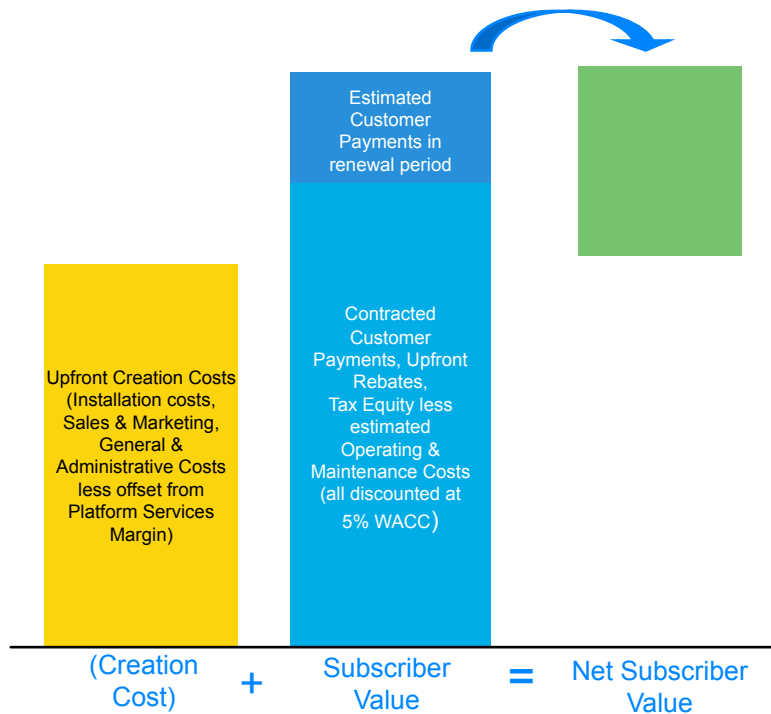 Estimated
Customer
Payments in
renewal period
Upfront Creation Costs
(Installation costs,
Sales & Marketing,
General &
Administrative Costs
less offset from
Platform Services
Margin)
Contracted
Customer
Payments, Upfront
Rebates,
Tax Equity less
estimated
Operating &
Maintenance Costs
(all discounted at
5% WACC)
(Creation
Cost)
+
Subscriber
Value
=
Net Subscriber
Value